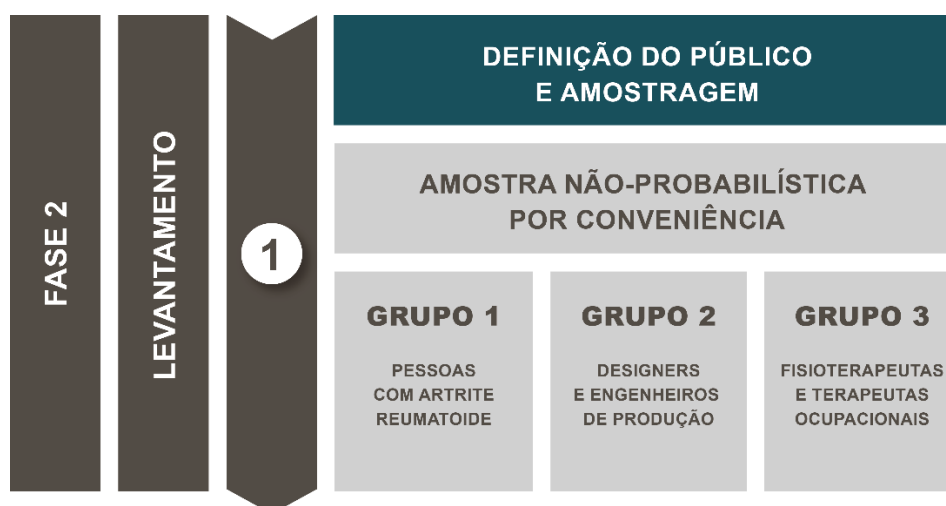 FASE 2
LEVANTAMENTO
1
DEFINIÇÃO DO PÚBLICO
E AMOSTRAGEM
AMOSTRA NÃO-PROBABILÍSTICA
POR CONVENIÊNCIA
GRUPO 1
PESSOAS
COM ARTRITE
REUMATOIDE
GRUPO 2
DESIGNERS
E ENGENHEIROS
DE PRODUÇÃO
GRUPO 3
FISIOTERAPEUTAS
E TERAPEUTAS
OCUPACIONAIS